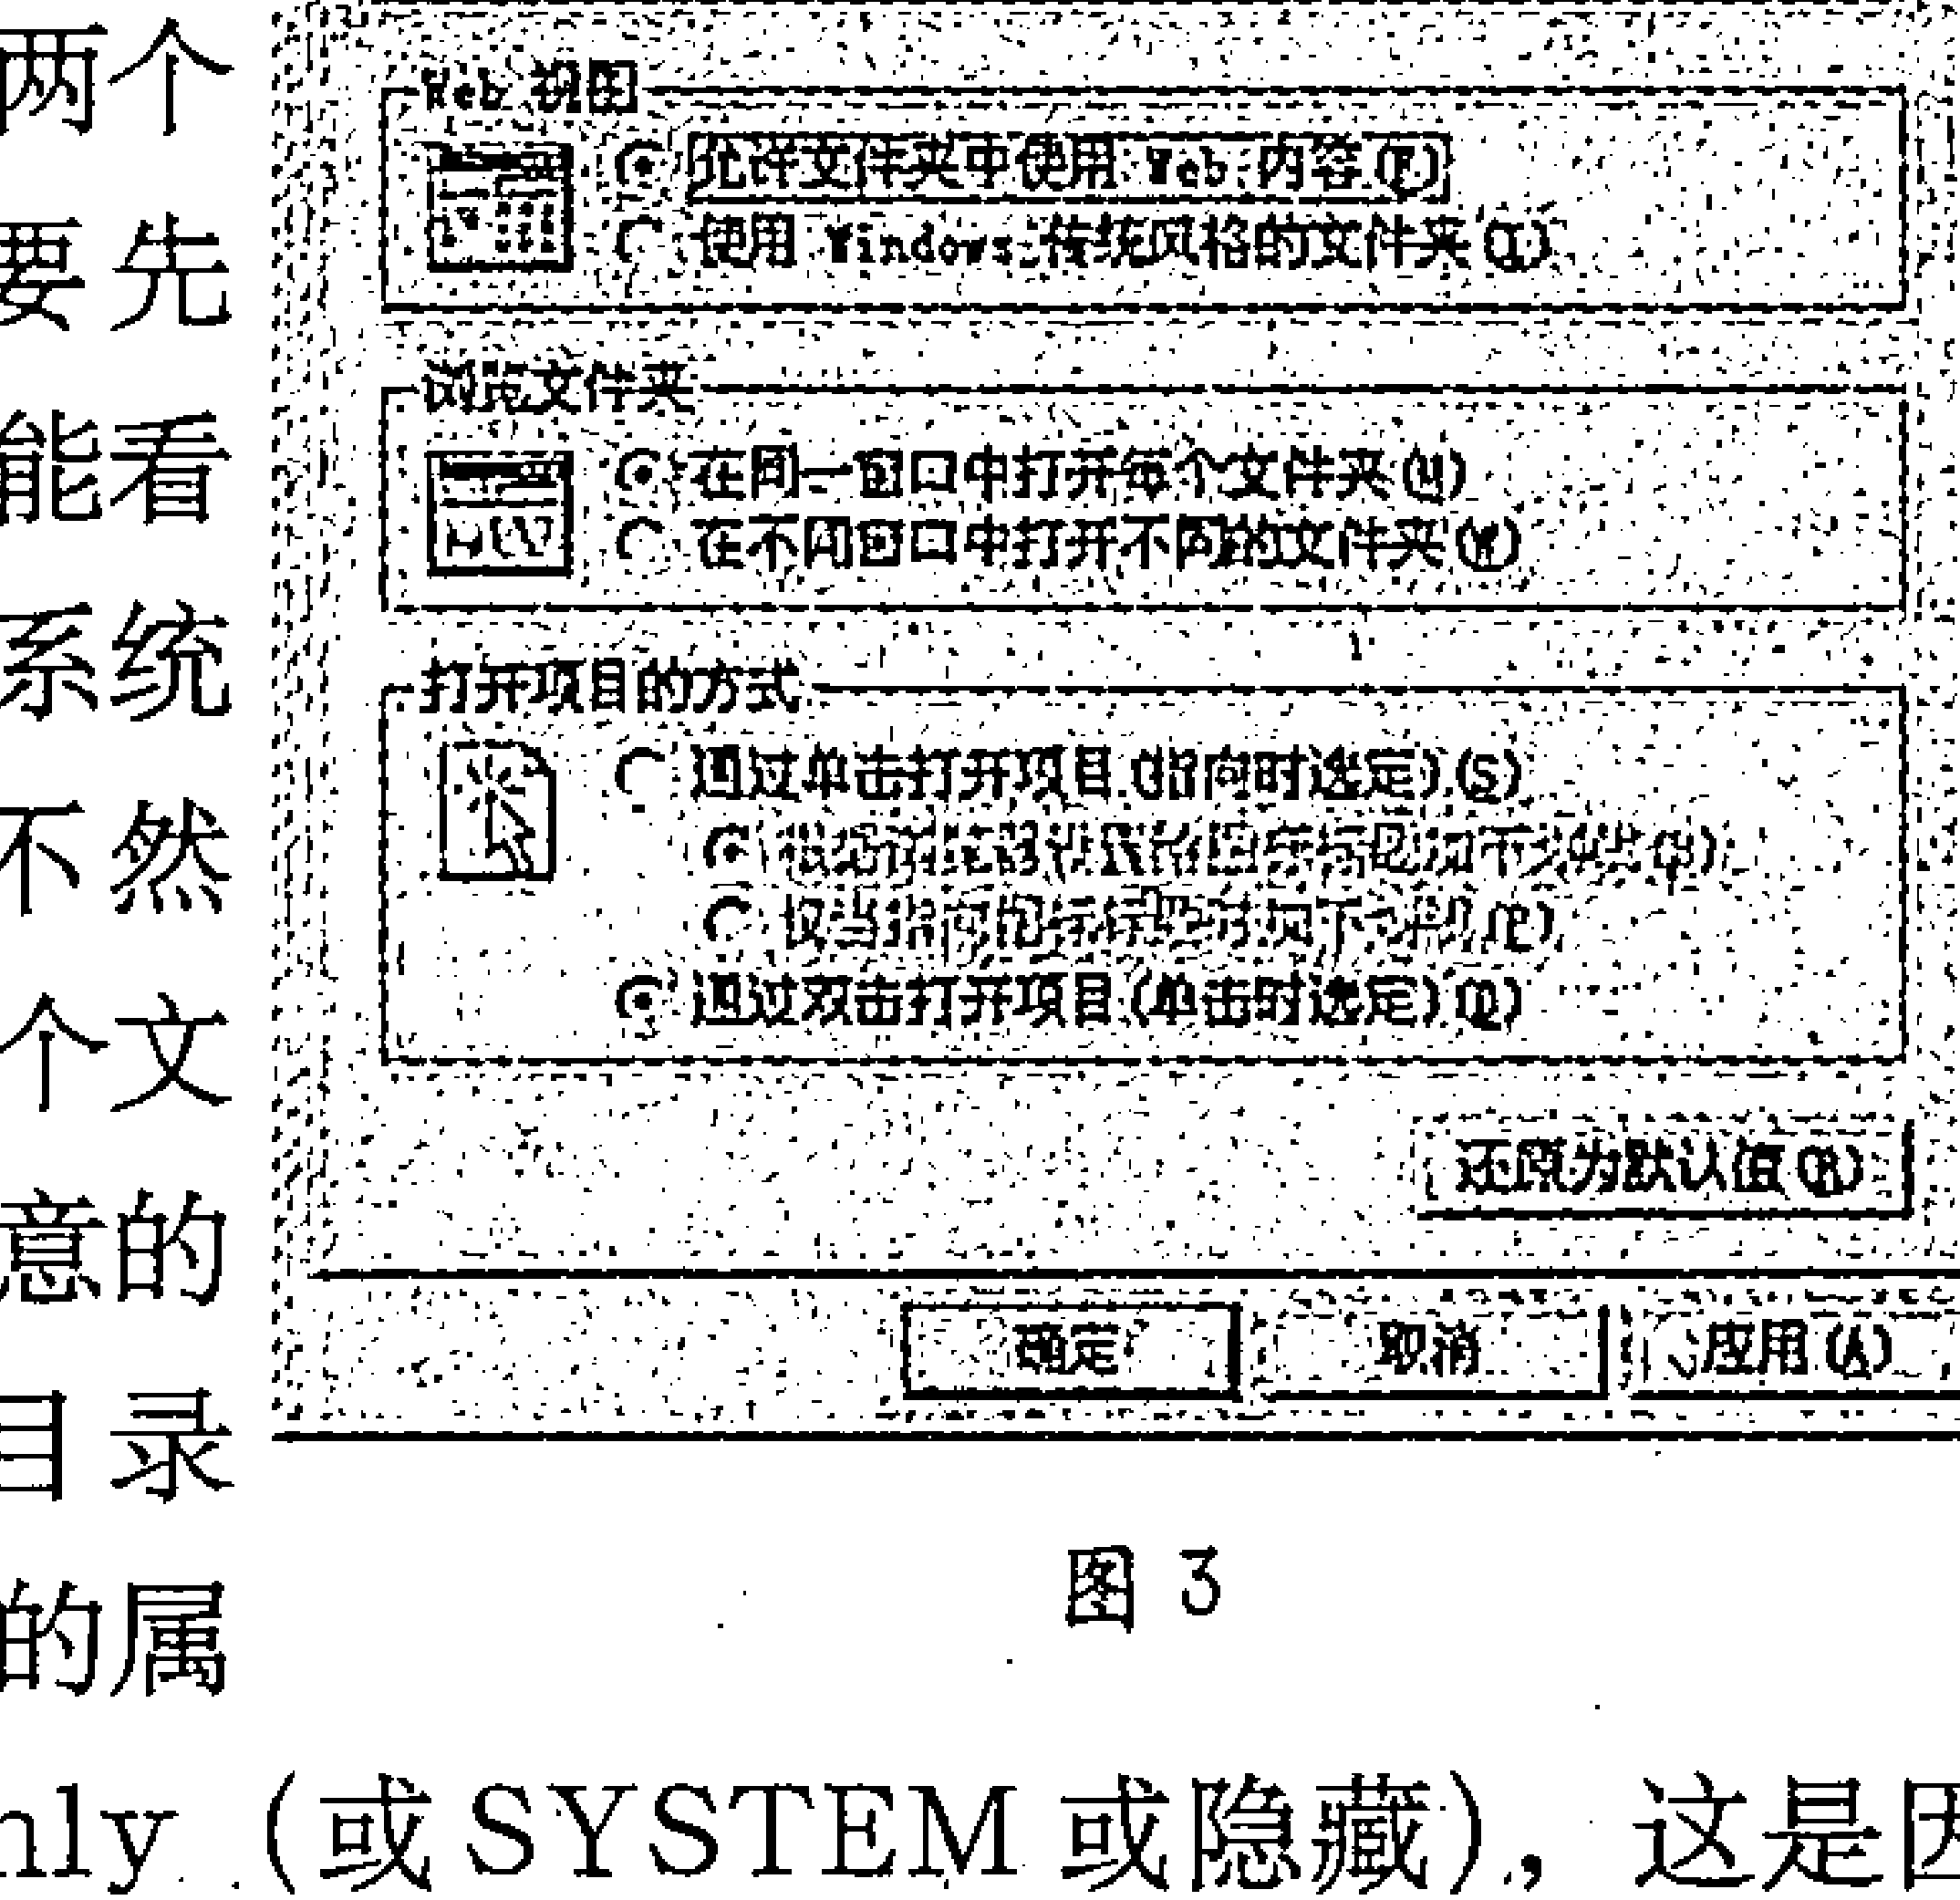 两个
要先
能看
系统
不然
个文
意的
目录
的属
Web 视图
允许文件夹中使用 Web 内容(F)
使用 Windows 传统风格的文件夹(I)
浏览文件夹
在同一窗口中打开每个文件夹(M)
在不同窗口中打开不同的文件夹(W)
打开项目的方式
通过单击打开项目(指向时选定)(S)
通过双击打开项目(单击时选定)(D)
还原为默认值(R)
确定 取消 应用(A)
图 3
nly (或 SYSTEM 或隐藏)，这是因